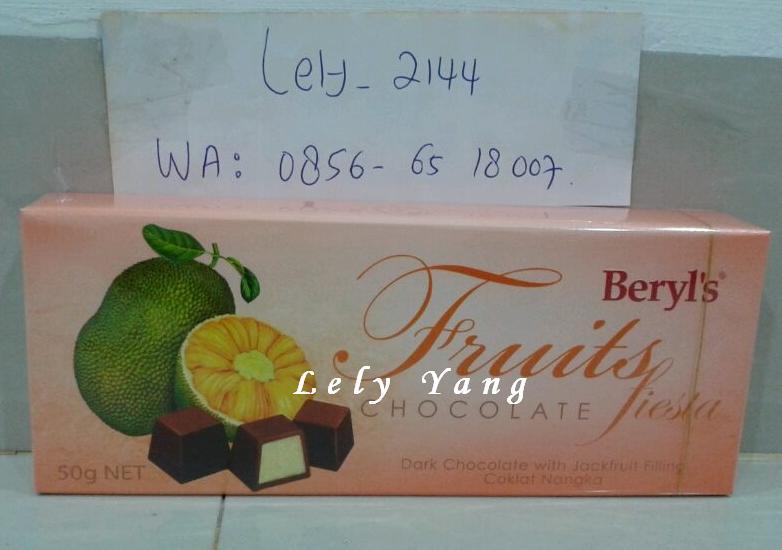 Lely_ 2144
WA: 0856- 65 18 007.
Beryl's®
Fruits
Lely Yang
CHOCOLATE fiesta
50g NET
Dark Chocolate with Jackfruit Filling
Coklat Nangka